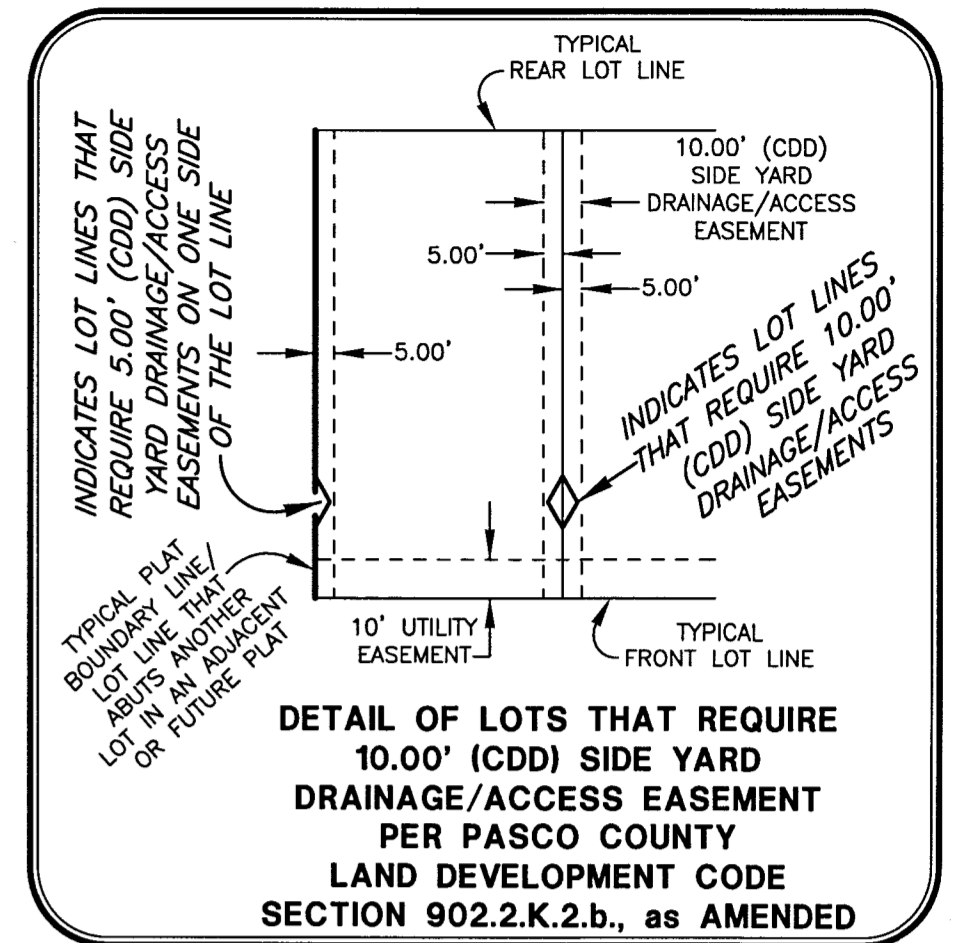 TYPICAL
REAR LOT LINE
INDICATES LOT LINES THAT
REQUIRE 5.00' (CDD) SIDE
YARD DRAINAGE/ACCESS
EASEMENTS ON ONE SIDE
OF THE LOT LINE
10.00' (CDD)
SIDE YARD
DRAINAGE/ACCESS
EASEMENT
5.00'
5.00'
5.00'
INDICATES LOT LINES
THAT REQUIRE 10.00'
(CDD) SIDE YARD
DRAINAGE/ACCESS
EASEMENTS
TYPICAL PLAT
BOUNDARY LINE/
LOT LINE THAT
ABUTS ANOTHER
LOT IN AN ADJACENT
OR FUTURE PLAT
10' UTILITY
EASEMENT
TYPICAL
FRONT LOT LINE
DETAIL OF LOTS THAT REQUIRE
10.00' (CDD) SIDE YARD
DRAINAGE/ACCESS EASEMENT
PER PASCO COUNTY
LAND DEVELOPMENT CODE
SECTION 902.2.K.2.b., as AMENDED